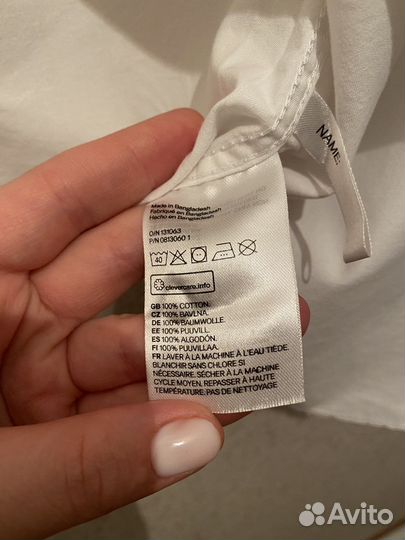 NAME:
Made in Bangladesh
Fabriqué en Bangladesh
Hecho en Bangladesh
O/N 131063
P/N 0813060 1
40
clevercare.info
GB 100% COTTON.
CZ 100% BAVLNA.
DE 100% BAUMWOLLE.
EE 100% PUUVILL.
ES 100% ALGODÓN.
FI 100% PUUVILLAA.
FR LAVER À LA MACHINE À L'EAU TIÈDE.
BLANCHIR SANS CHLORE SI
NÉCESSAIRE. SÉCHER À LA MACHINE
CYCLE MOYEN. REPASSER À HAUTE
TEMPÉRATURE. PAS DE NETTOYAGE
Avito